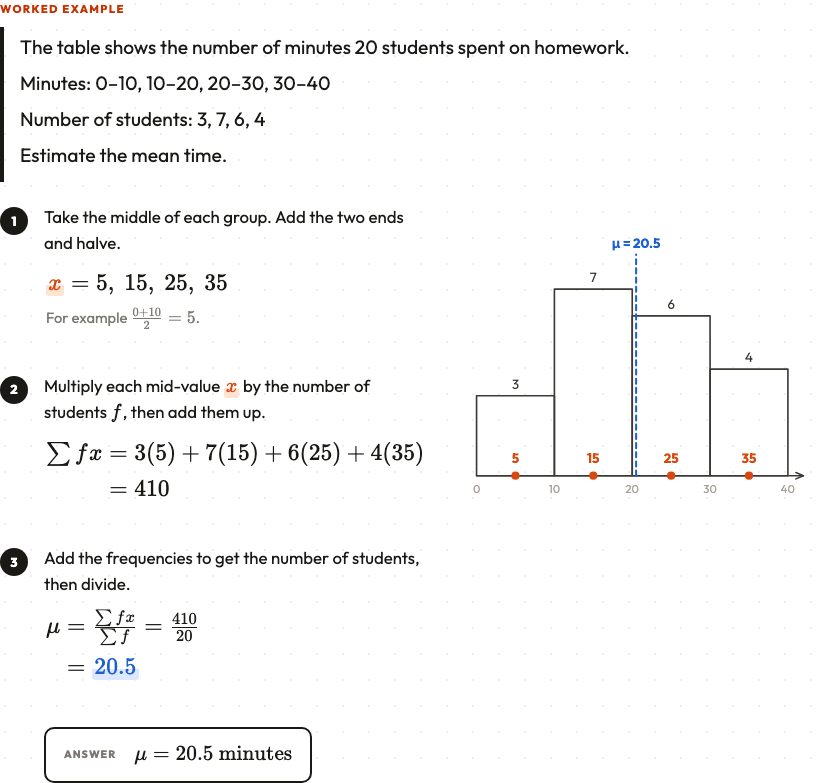 WORKED EXAMPLE
The table shows the number of minutes 20 students spent on homework.
Minutes: 0–10, 10–20, 20–30, 30–40
Number of students: 3, 7, 6, 4
Estimate the mean time.
1
Take the middle of each group. Add the two ends
and halve.
x = 5, 15, 25, 35
For example (0+10)/2 = 5.
2
Multiply each mid-value x by the number of
students f, then add them up.
∑ fx = 3(5) + 7(15) + 6(25) + 4(35)
= 410
3
Add the frequencies to get the number of students,
then divide.
μ = ∑ fx / ∑ f = 410/20
= 20.5
ANSWER μ = 20.5 minutes
μ = 20.5
7
6
4
3
5 15 25 35
0 10 20 30 40